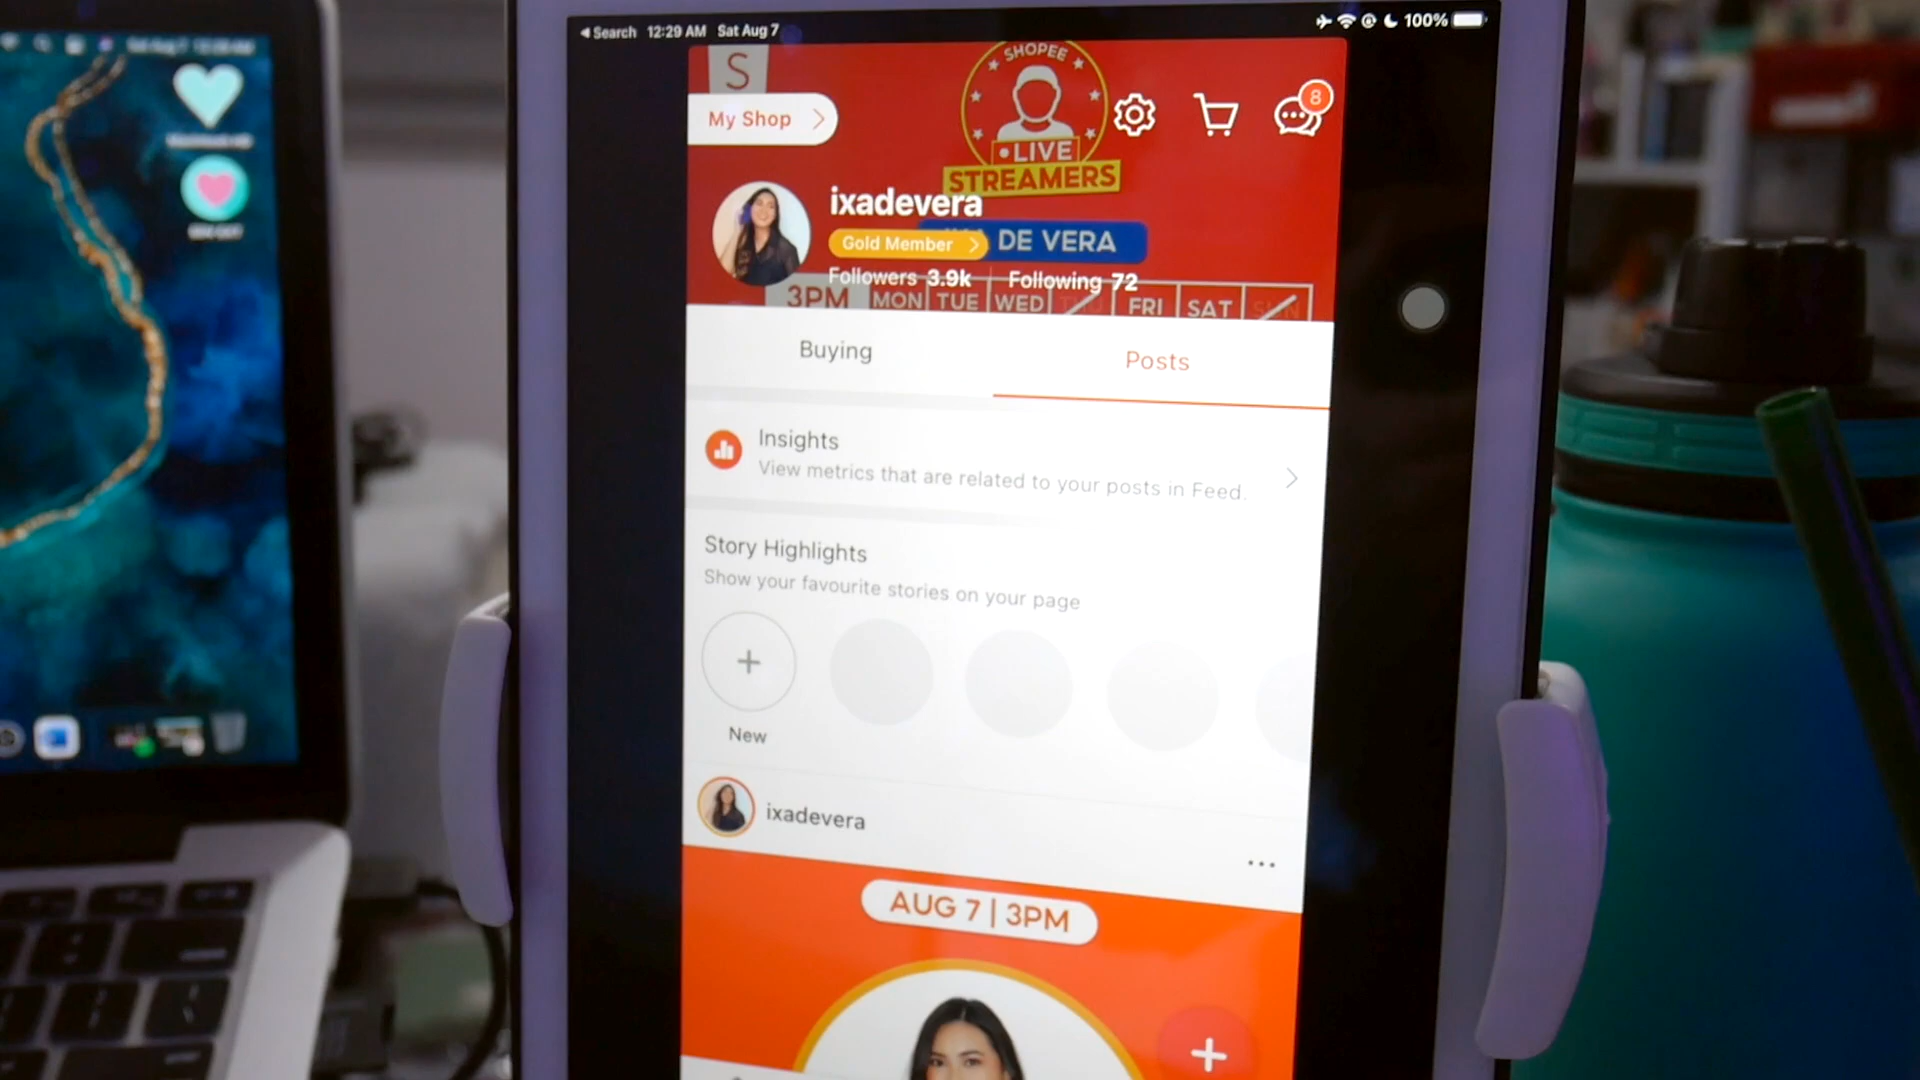 Search 12:29 AM Sat Aug 7
100%
S
SHOPEE
My Shop
8
LIVE
STREAMERS
ixadevera
Gold Member
DE VERA
Followers 3.9k Following 72
3PM MON TUE WED FRI SAT
Buying Posts
Insights
View metrics that are related to your posts in Feed.
Story Highlights
Show your favourite stories on your page
New
ixadevera
AUG 7 | 3PM